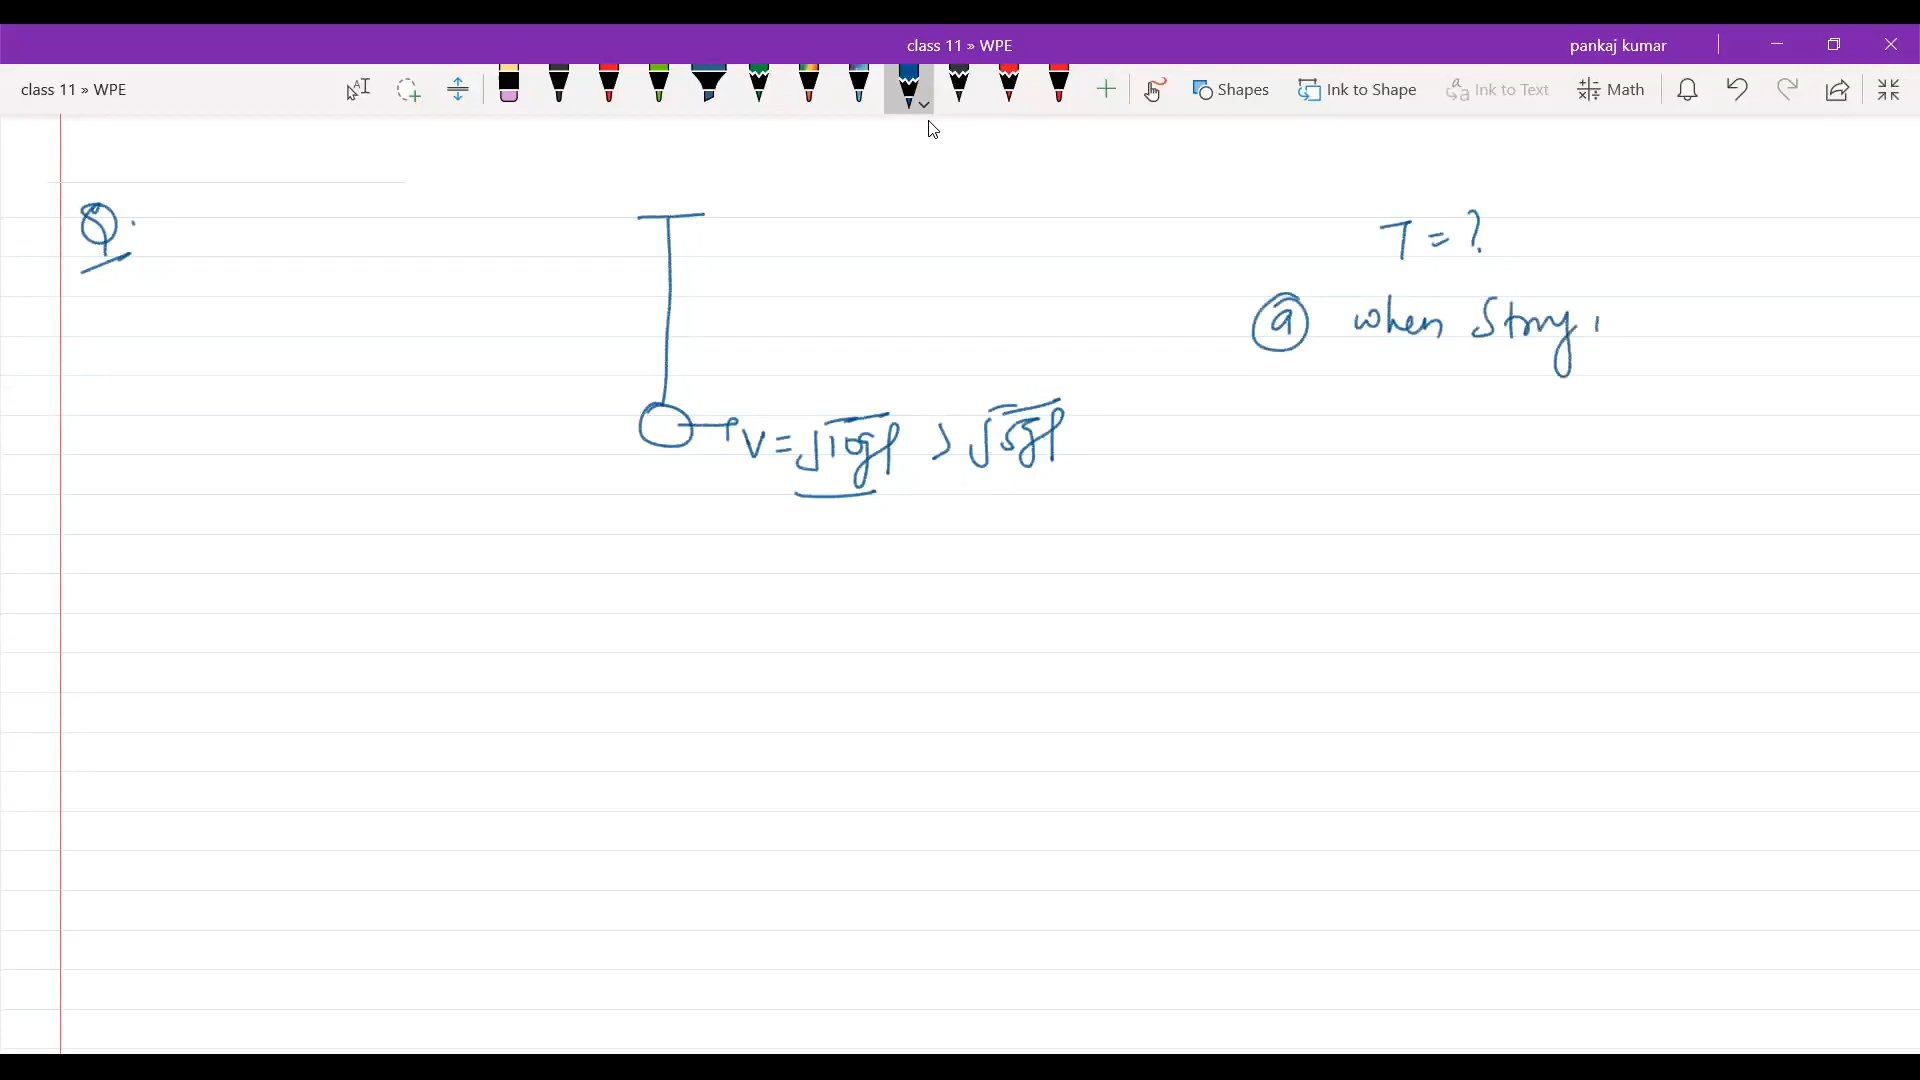 class 11 » WPE
pankaj kumar
class 11 » WPE
Shapes
Ink to Shape
Ink to Text
Math
Q.
T = ?
ⓐ when String
V = √10gl > √5gl